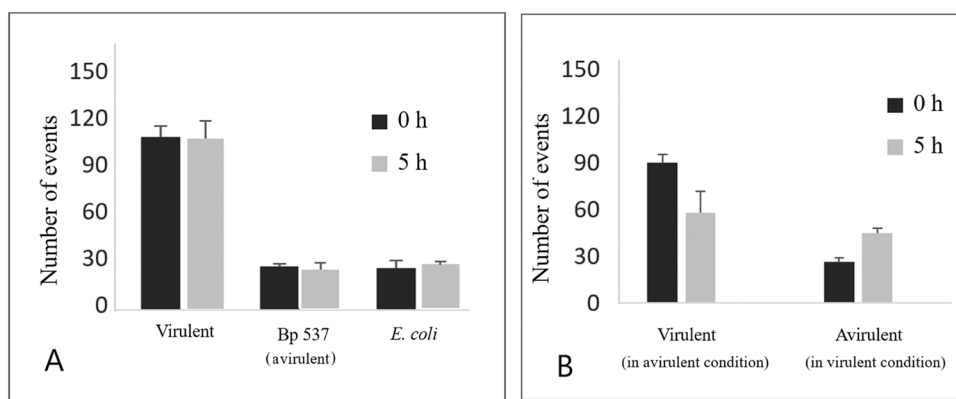 Number of events
150
120
90
60
30
0
0 h
5 h
Virulent
Bp 537
(avirulent)
E. coli
A
Number of events
150
120
90
60
30
0
0 h
5 h
Virulent
(in avirulent condition)
Avirulent
(in virulent condition)
B